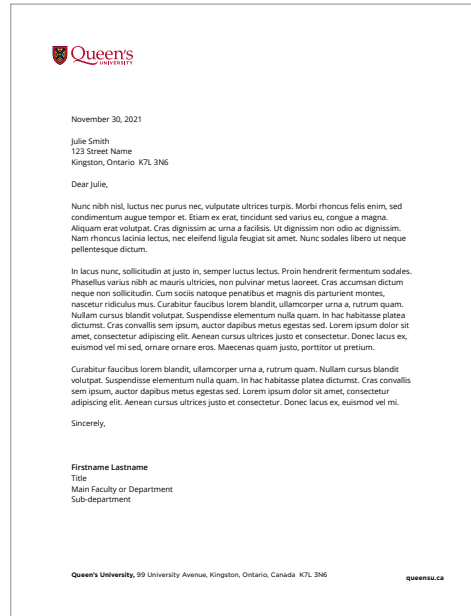 Queen's
UNIVERSITY
November 30, 2021
Julie Smith
123 Street Name
Kingston, Ontario  K7L 3N6
Dear Julie,
Nunc nibh nisl, luctus nec purus nec, vulputate ultrices turpis. Morbi rhoncus felis enim, sed
condimentum augue tempor et. Etiam ex erat, tincidunt sed varius eu, congue a magna.
Aliquam erat volutpat. Cras dignissim ac urna a facilisis. Ut dignissim non odio ac dignissim.
Nam rhoncus lacinia lectus, nec eleifend ligula feugiat sit amet. Nunc sodales libero ut neque
pellentesque dictum.
In lacus nunc, sollicitudin at justo in, semper luctus lectus. Proin hendrerit fermentum sodales.
Phasellus varius nibh ac mauris ultricies, non pulvinar metus laoreet. Cras accumsan dictum
neque non sollicitudin. Cum sociis natoque penatibus et magnis dis parturient montes,
nascetur ridiculus mus. Curabitur faucibus lorem blandit, ullamcorper urna a, rutrum quam.
Nullam cursus blandit volutpat. Suspendisse elementum nulla quam. In hac habitasse platea
dictumst. Cras convallis sem ipsum, auctor dapibus metus egestas sed. Lorem ipsum dolor sit
amet, consectetur adipiscing elit. Aenean cursus ultrices justo et consectetur. Donec lacus ex,
euismod vel mi sed, ornare ornare eros. Maecenas quam justo, porttitor ut pretium.
Curabitur faucibus lorem blandit, ullamcorper urna a, rutrum quam. Nullam cursus blandit
volutpat. Suspendisse elementum nulla quam. In hac habitasse platea dictumst. Cras convallis
sem ipsum, auctor dapibus metus egestas sed. Lorem ipsum dolor sit amet, consectetur
adipiscing elit. Aenean cursus ultrices justo et consectetur. Donec lacus ex, euismod vel mi.
Sincerely,
Firstname Lastname
Title
Main Faculty or Department
Sub-department
Queen's University, 99 University Avenue, Kingston, Ontario, Canada  K7L 3N6
queensu.ca